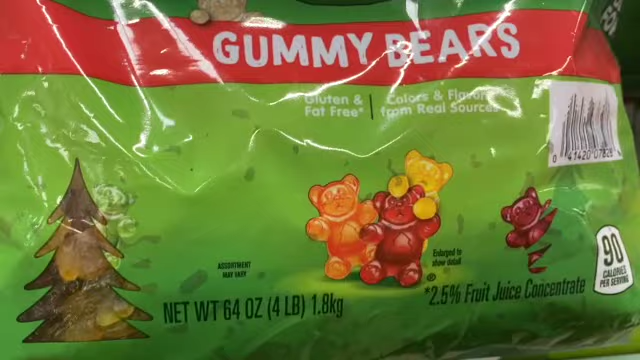 GUMMY BEARS
Gluten &
Fat Free*
Colors & Flavors
from Real Sources
ASSORTMENT
MAY VARY
Enlarged to
show detail
*2.5% Fruit Juice Concentrate
NET WT 64 OZ (4 LB) 1.8kg
90
CALORIES
PER SERVING